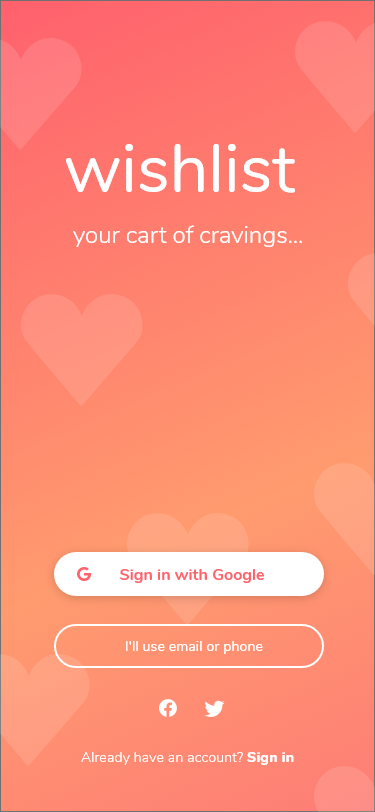 wishlist
your cart of cravings...
Sign in with Google
I'll use email or phone
Already have an account? Sign in